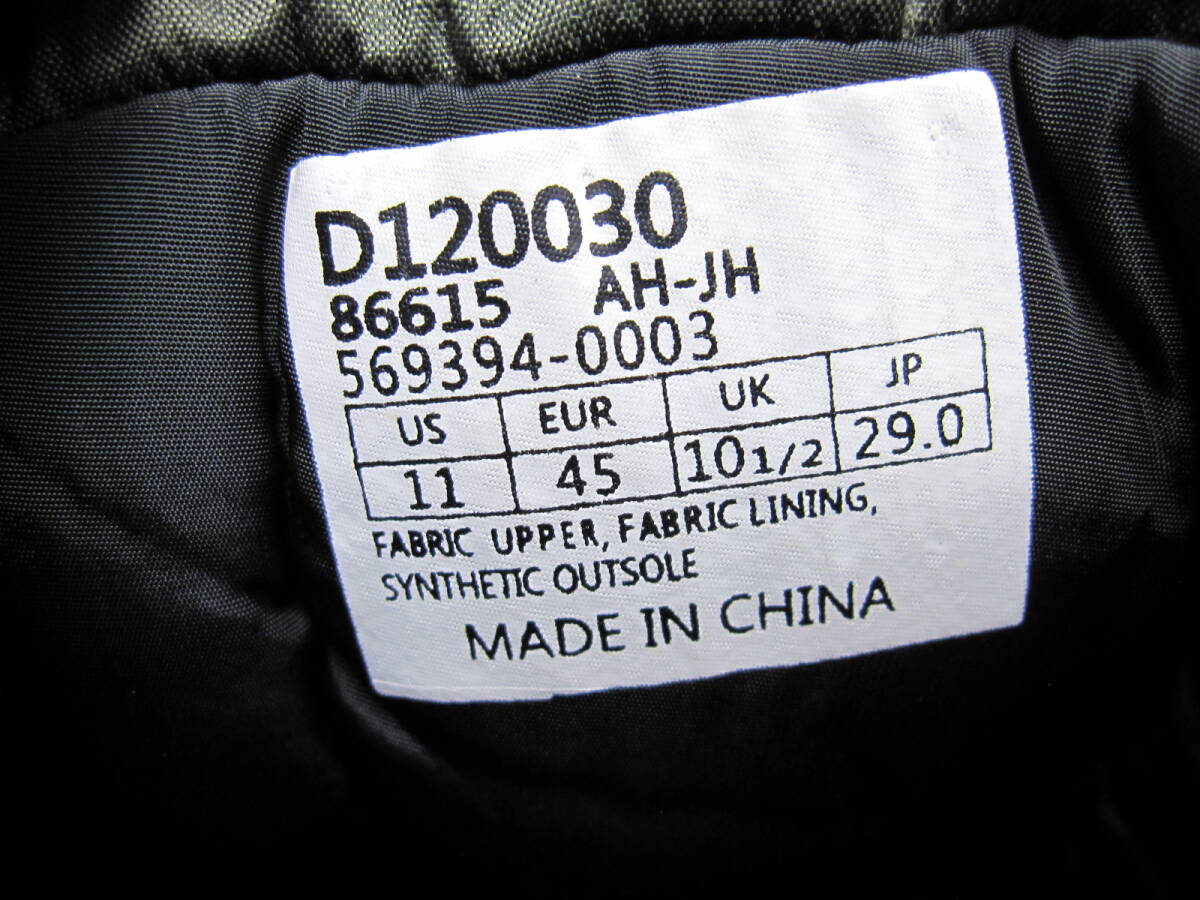 D120030
86615 AH-JH
569394-0003
US EUR UK JP
11 45 10 1/2 29.0
FABRIC UPPER, FABRIC LINING,
SYNTHETIC OUTSOLE
MADE IN CHINA